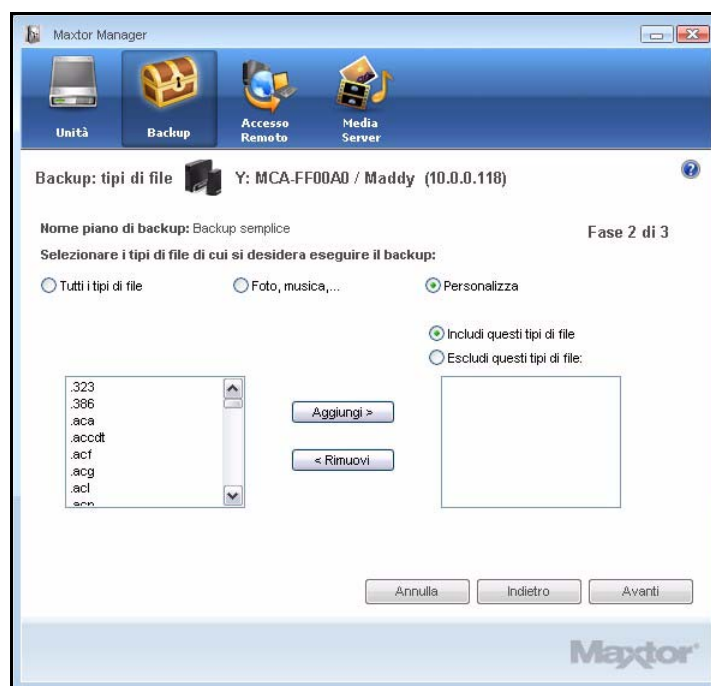 Maxtor Manager
Unità
Backup
Accesso
Remoto
Media
Server
Backup: tipi di file Y: MCA-FF00A0 / Maddy (10.0.0.118)
Nome piano di backup: Backup semplice
Fase 2 di 3
Selezionare i tipi di file di cui si desidera eseguire il backup:
Tutti i tipi di file Foto, musica,... Personalizza
Includi questi tipi di file
Escludi questi tipi di file:
.323
.386
.aca
.accdt
.acf
.acg
.acl
Aggiungi >
< Rimuovi
Annulla Indietro Avanti
Maxtor